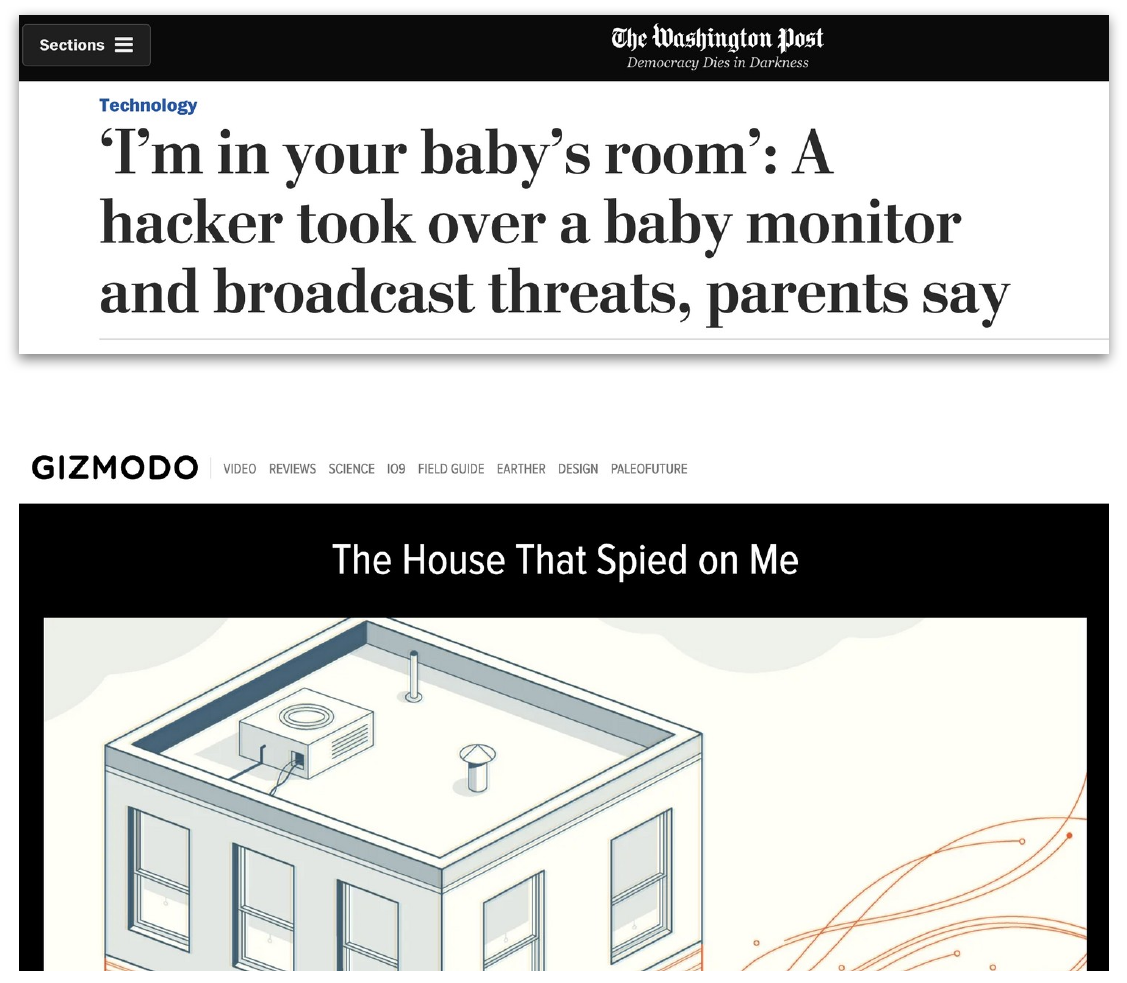 Sections
The Washington Post
Democracy Dies in Darkness
Technology
‘I’m in your baby’s room’: A
hacker took over a baby monitor
and broadcast threats, parents say
GIZMODO
VIDEO REVIEWS SCIENCE IO9 FIELD GUIDE EARTHER DESIGN PALEOFUTURE
The House That Spied on Me